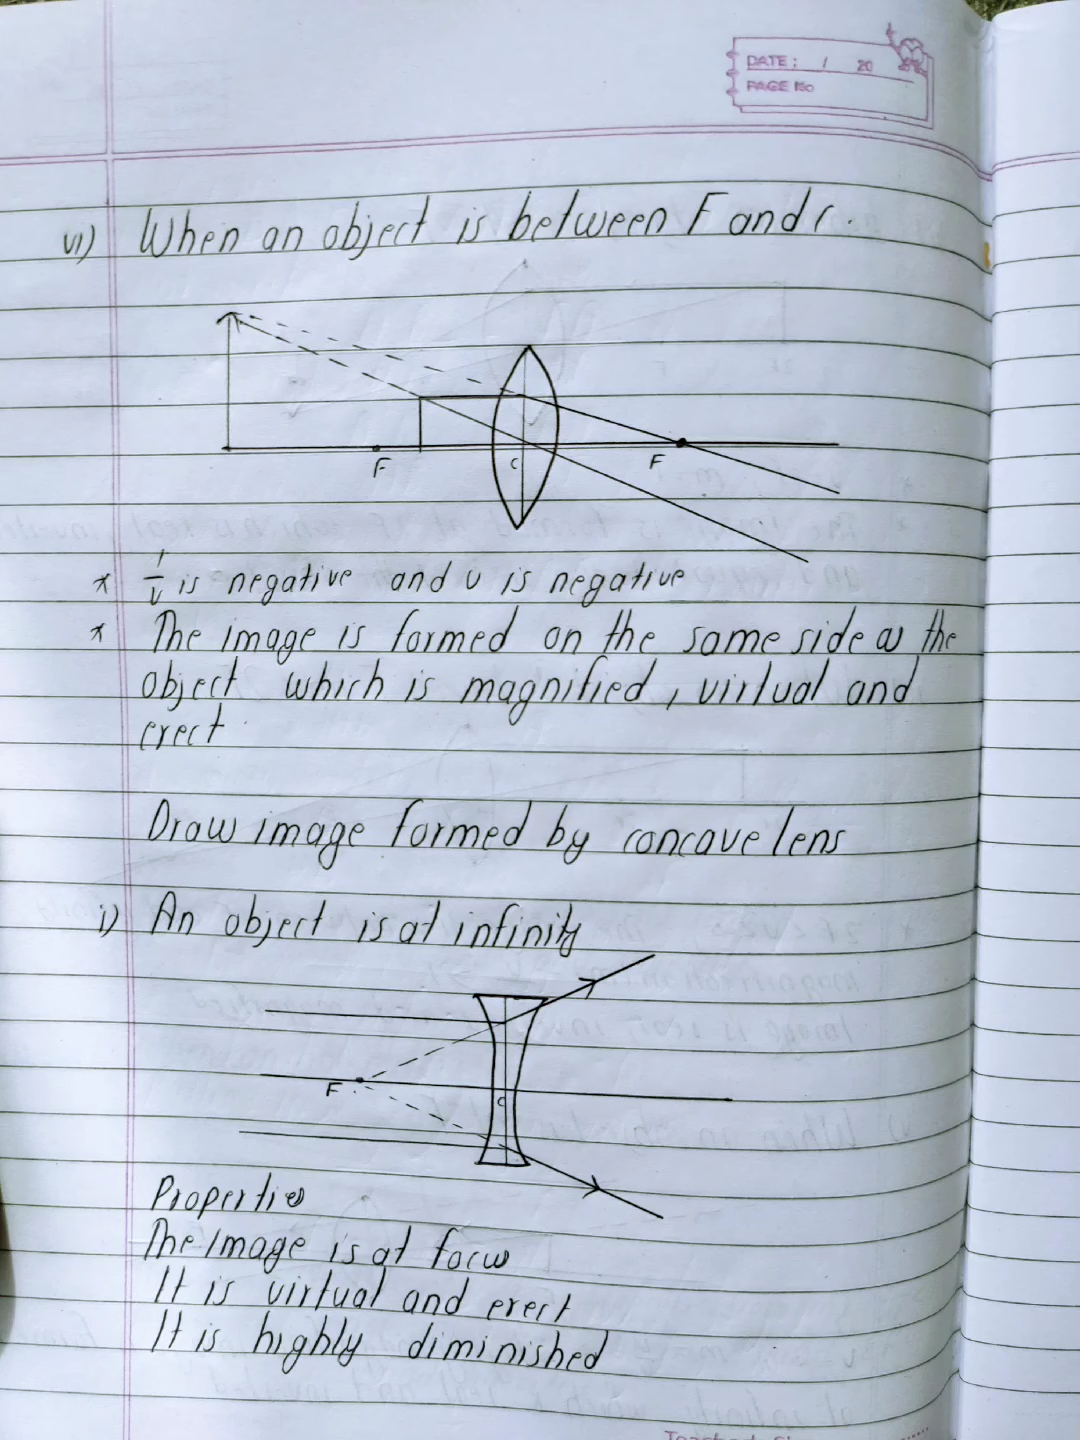 DATE: / 20
PAGE No
vi) When an object is between F and C.
F C F
* 1/v is negative and v is negative
* The image is formed on the same side as the
object which is magnified, virtual and
erect
Draw image formed by concave lens
i) An object is at infinity
F C
Properties
The image is at focus
It is virtual and erect
It is highly diminished